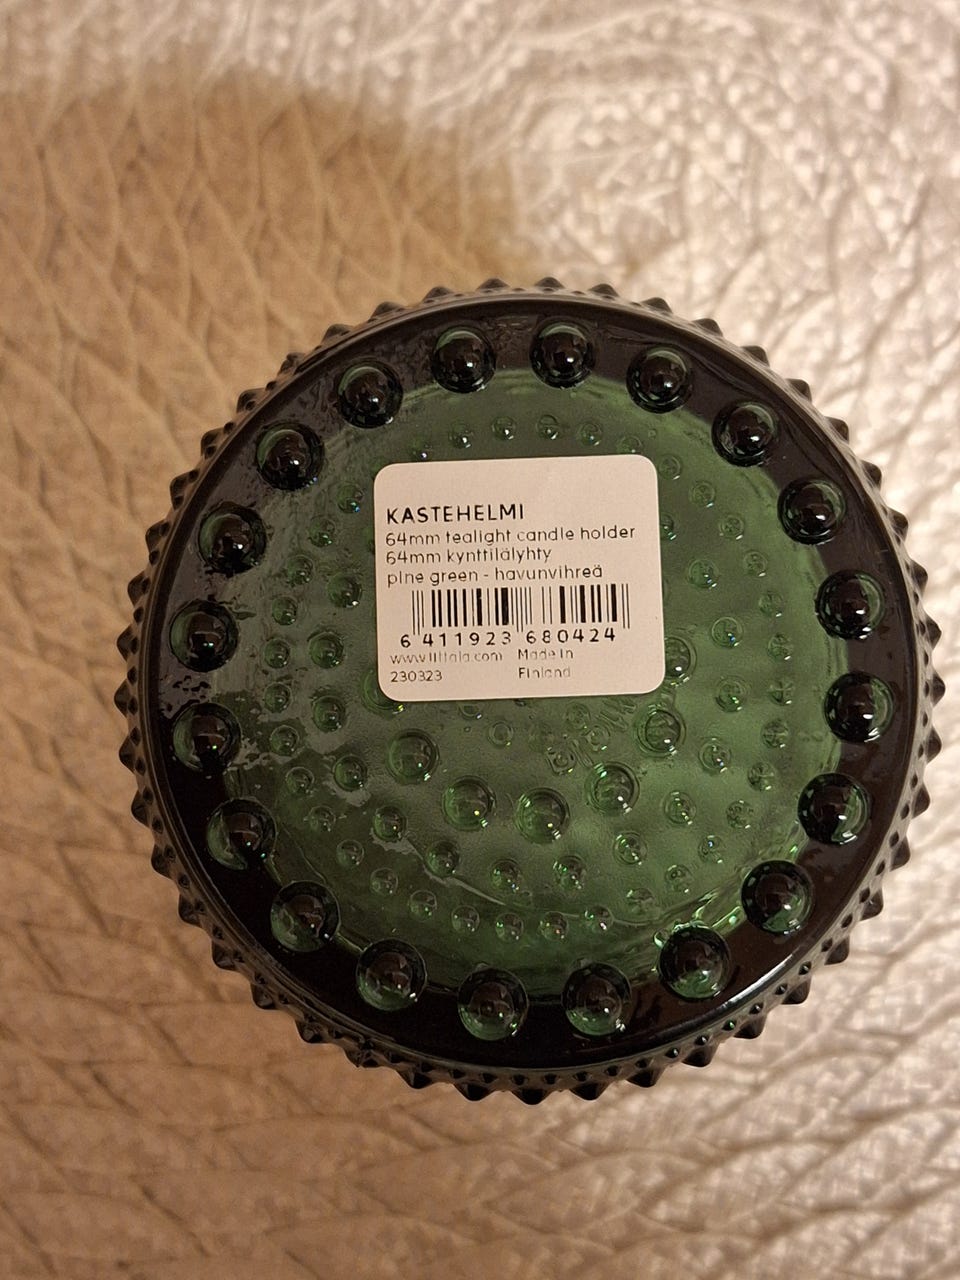 KASTEHELMI
64mm tealight candle holder
64mm kynttilälyhty
pine green - havunvihreä
6 411923 680424
www.iittala.com Made in
230323 Finland